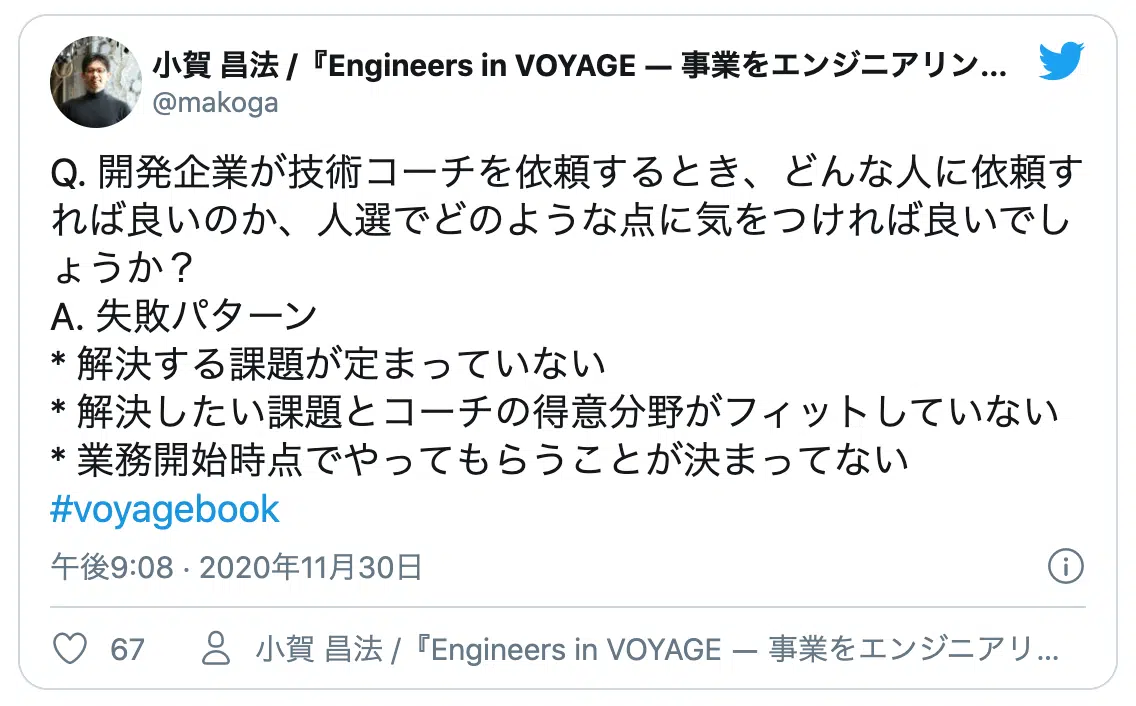 小賀 昌法 /『Engineers in VOYAGE — 事業をエンジニアリン...
@makoga
Q. 開発企業が技術コーチを依頼するとき、どんな人に依頼す
れば良いのか、人選でどのような点に気をつければ良いでし
ょうか？
A. 失敗パターン
* 解決する課題が定まっていない
* 解決したい課題とコーチの得意分野がフィットしていない
* 業務開始時点でやってもらうことが決まってない
#voyagebook
午後9:08 · 2020年11月30日
67 小賀 昌法 /『Engineers in VOYAGE — 事業をエンジニアリ...